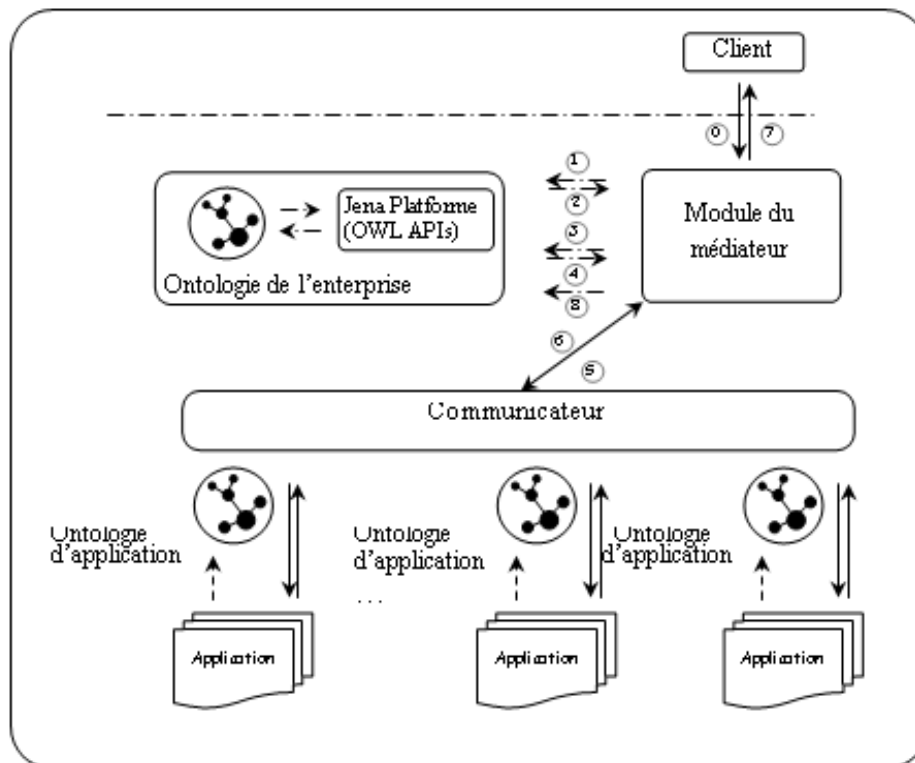 Client
0
7
1
2
3
4
8
6
5
Jena Platforme
(OWL APIs)
Ontologie de l'enterprise
Module du
médiateur
Communicateur
Ontologie
d'application
Ontologie
d'application
...
Ontologie
d'application
Application
Application
Application